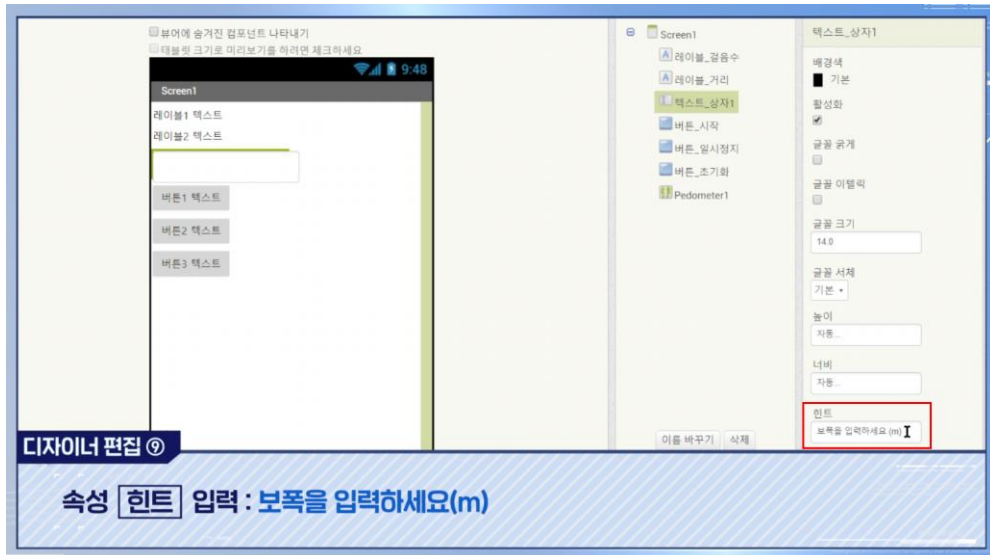 뷰어에 숨겨진 컴포넌트 나타내기
태블릿 크기로 미리보기를 하려면 체크하세요
9:48
Screen1
레이블1 텍스트
레이블2 텍스트
버튼1 텍스트
버튼2 텍스트
버튼3 텍스트
Screen1
레이블_걸음수
레이블_거리
텍스트_상자1
버튼_시작
버튼_일시정지
버튼_초기화
Pedometer1
이름 바꾸기 삭제
텍스트_상자1
배경색
기본
활성화
글꼴 굵게
글꼴 이텔릭
글꼴 크기
14.0
글꼴 서체
기본
높이
자동...
너비
자동...
힌트
보폭을 입력하세요 (m)
디자이너 편집 ⑨
속성 힌트 입력 : 보폭을 입력하세요(m)